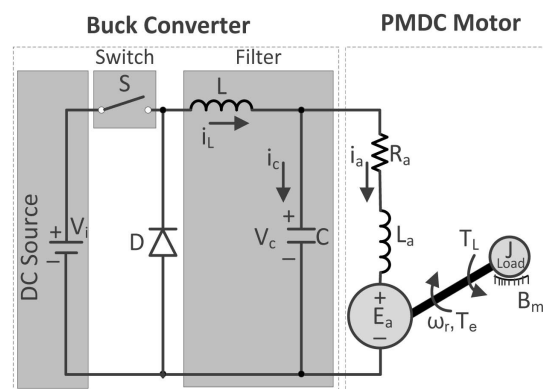 Buck Converter
PMDC Motor
Switch
Filter
S
L
i_L
i_c
i_a
R_a
DC Source
+
V_i
−
D
+
V_c
−
C
L_a
T_L
J
Load
B_m
+
E_a
−
ω_r, T_e